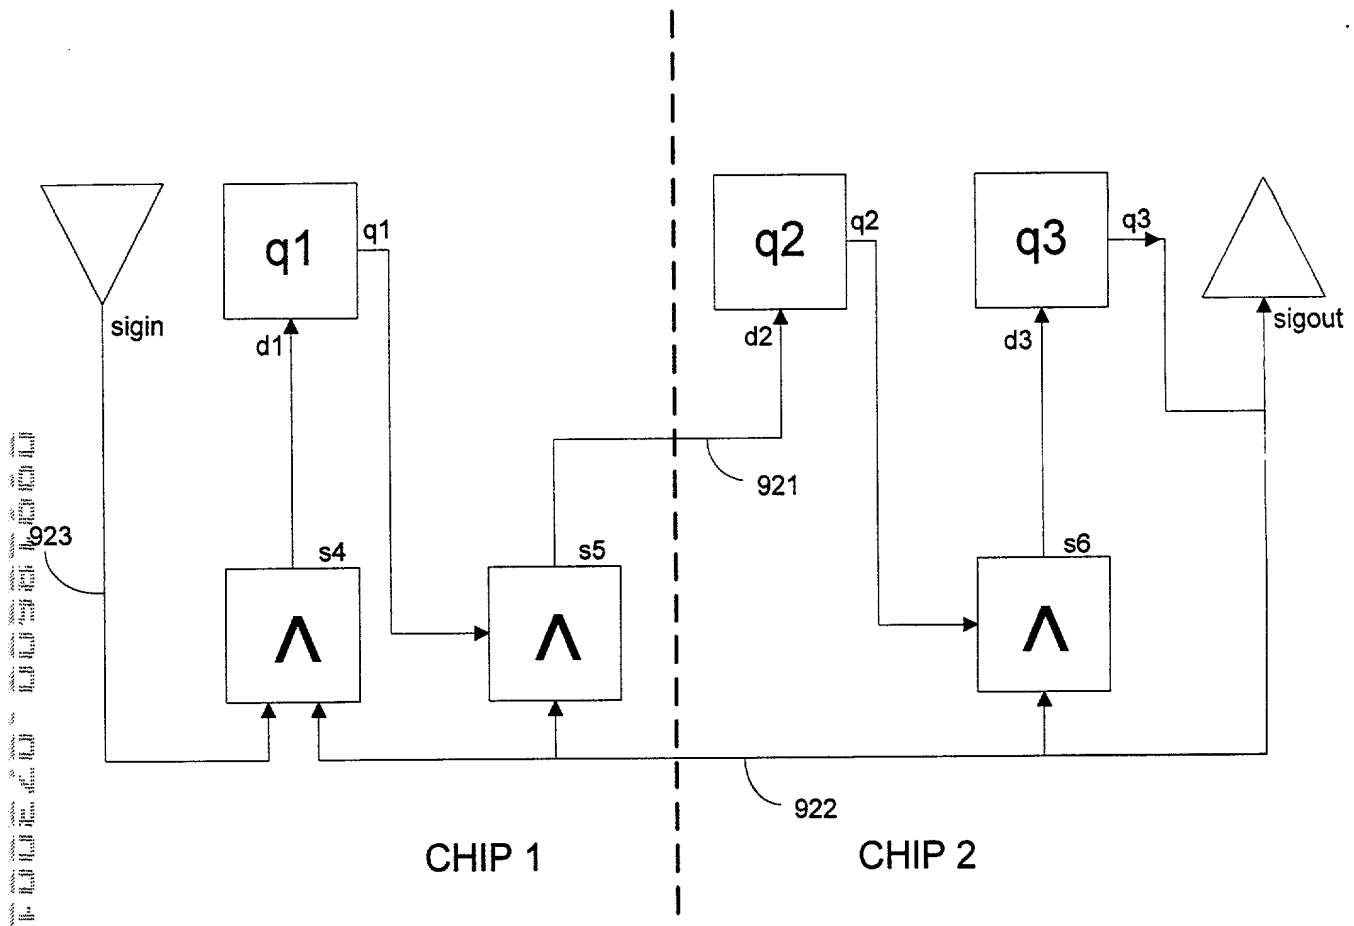 q1
q1
q2
q2
q3
q3
sigin
d1
d2
d3
sigout
921
923
s4
s5
s6
Λ
Λ
Λ
922
CHIP 1
CHIP 2